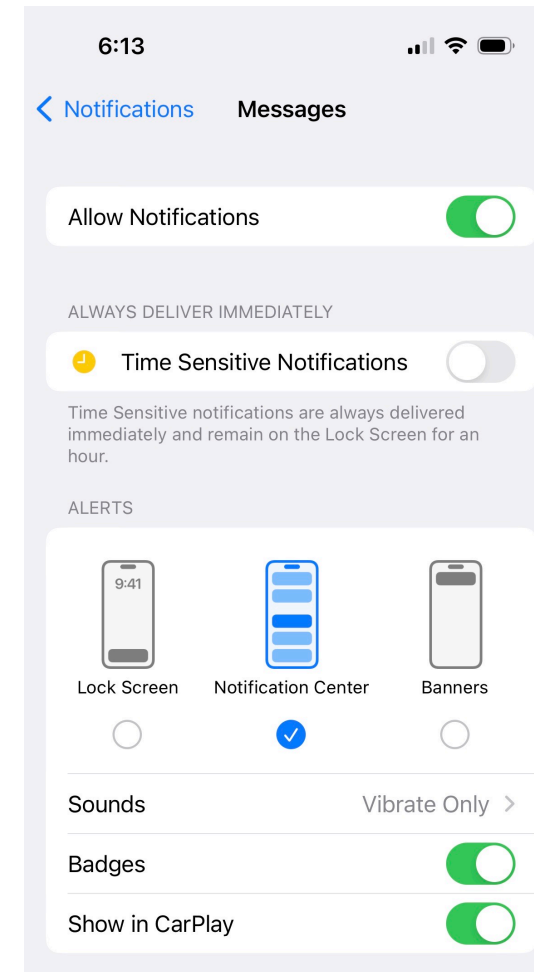 6:13
Notifications Messages
Allow Notifications
ALWAYS DELIVER IMMEDIATELY
Time Sensitive Notifications
Time Sensitive notifications are always delivered
immediately and remain on the Lock Screen for an
hour.
ALERTS
9:41
Lock Screen Notification Center Banners
Sounds Vibrate Only
Badges
Show in CarPlay